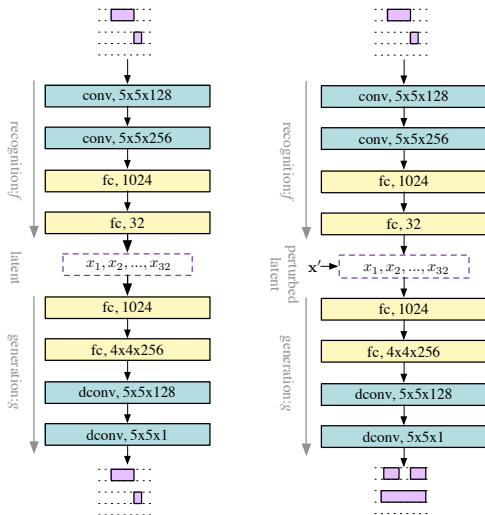 conv, 5x5x128
conv, 5x5x256
fc, 1024
fc, 32
x₁, x₂, ..., x₃₂
fc, 1024
fc, 4x4x256
dconv, 5x5x128
dconv, 5x5x1
recognition:f
latent
generation:g
conv, 5x5x128
conv, 5x5x256
fc, 1024
fc, 32
x′
x₁, x₂, ..., x₃₂
fc, 1024
fc, 4x4x256
dconv, 5x5x128
dconv, 5x5x1
recognition:f
perturbed
latent
generation:g